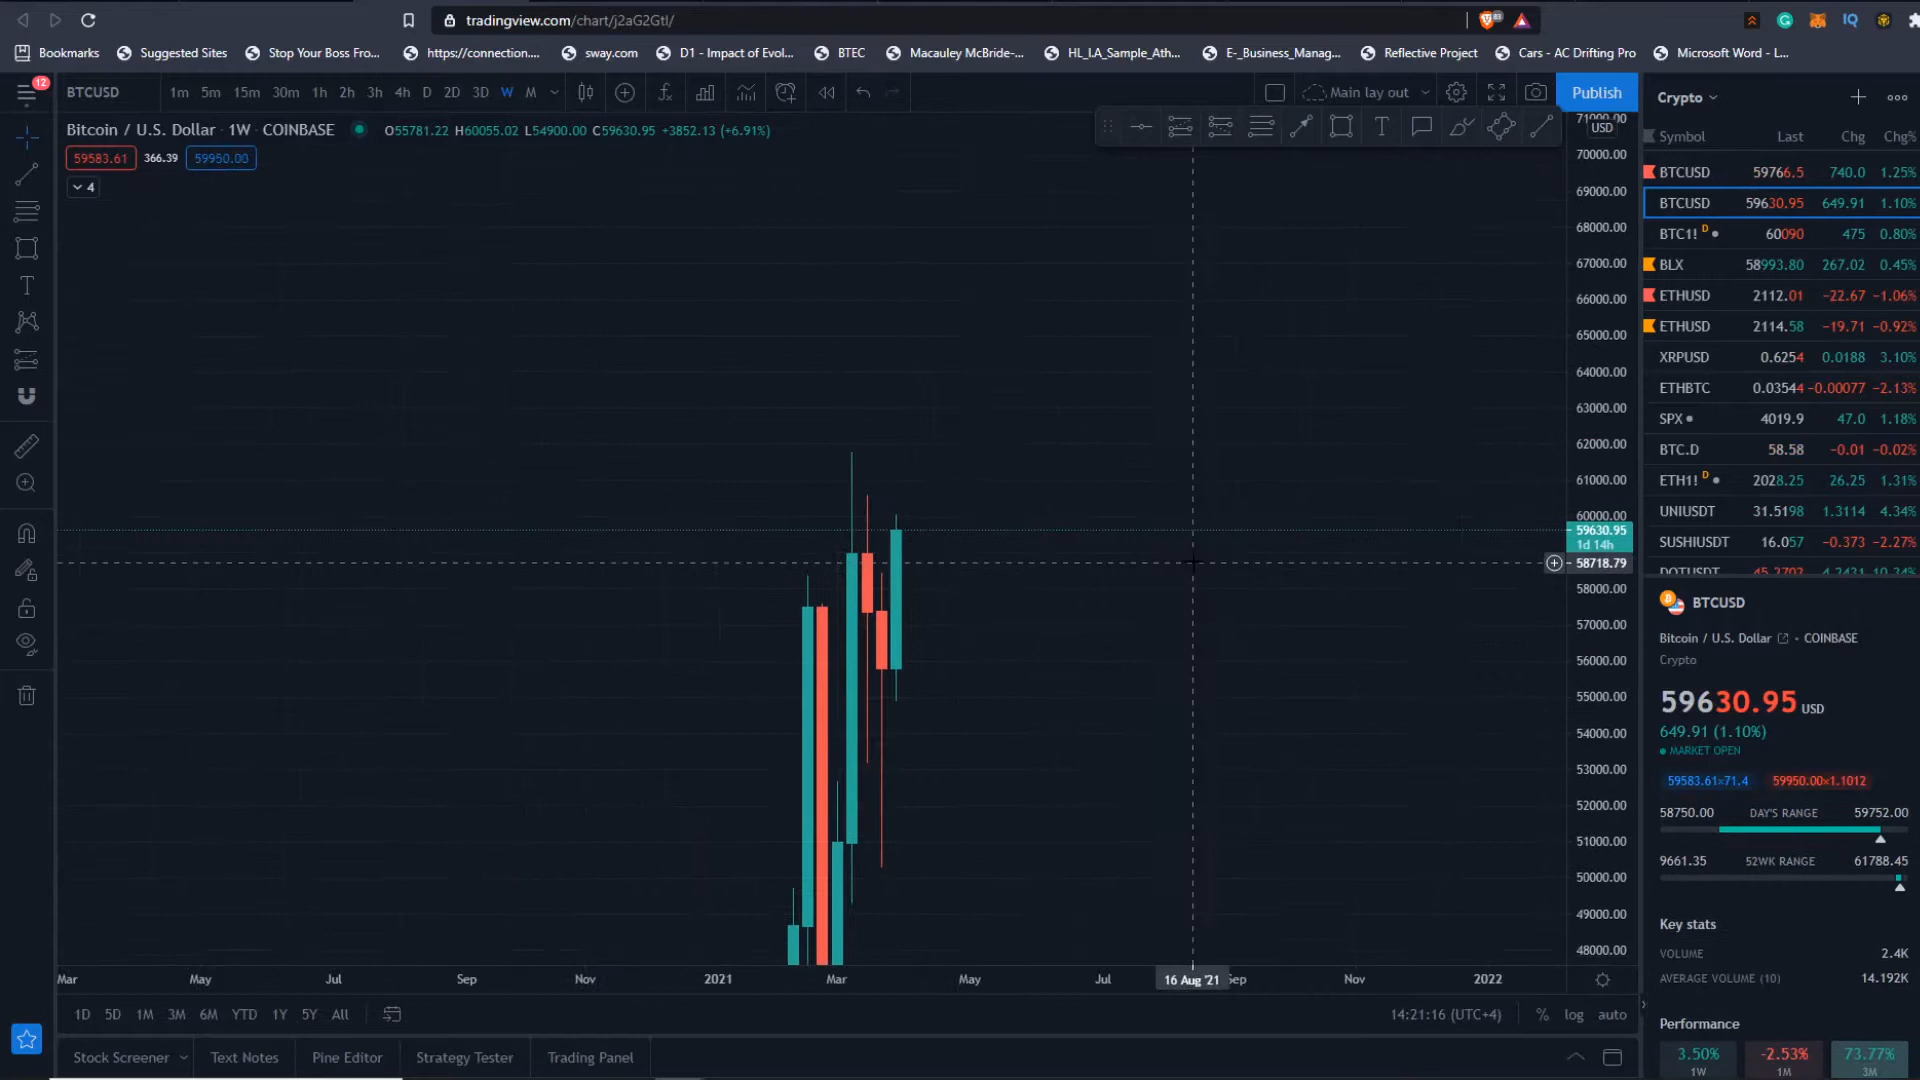 tradingview.com/chart/j2aG2GtI/
Bookmarks Suggested Sites Stop Your Boss Fro... https://connection.... sway.com D1 - Impact of Evol... BTEC Macauley McBride-... HL_I.A_Sample_Ath... E-_Business_Manag... Reflective Project Cars - AC Drifting Pro Microsoft Word - L...
12
BTCUSD 1m 5m 15m 30m 1h 2h 3h 4h D 2D 3D W M Main lay out Publish
Bitcoin / U.S. Dollar · 1W · COINBASE O55781.22 H60055.02 L54900.00 C59630.95 +3852.13 (+6.91%)
59583.61 366.39 59950.00
4
71000.00
USD
70000.00
69000.00
68000.00
67000.00
66000.00
65000.00
64000.00
63000.00
62000.00
61000.00
60000.00
59630.95
1d 14h
58718.79
58000.00
57000.00
56000.00
55000.00
54000.00
53000.00
52000.00
51000.00
50000.00
49000.00
48000.00
Mar May Jul Sep Nov 2021 Mar May Jul 16 Aug '21 Sep Nov 2022
1D 5D 1M 3M 6M YTD 1Y 5Y All 14:21:16 (UTC+4) % log auto
Stock Screener Text Notes Pine Editor Strategy Tester Trading Panel
Crypto
Symbol Last Chg Chg%
BTCUSD 59766.5 740.0 1.25%
BTCUSD 59630.95 649.91 1.10%
BTC1! D 60090 475 0.80%
BLX 58993.80 267.02 0.45%
ETHUSD 2112.01 −22.67 −1.06%
ETHUSD 2114.58 −19.71 −0.92%
XRPUSD 0.6254 0.0188 3.10%
ETHBTC 0.03544 −0.00077 −2.13%
SPX 4019.9 47.0 1.18%
BTC.D 58.58 −0.01 −0.02%
ETH1! D 2028.25 26.25 1.31%
UNIUSDT 31.5198 1.3114 4.34%
SUSHIUSDT 16.057 −0.373 −2.27%
DOTUSDT 45.2702 4.2431 10.34%
BTCUSD
Bitcoin / U.S. Dollar • COINBASE
Crypto
59630.95 USD
649.91 (1.10%)
MARKET OPEN
59583.61×71.4 59950.00×1.1012
58750.00 DAY'S RANGE 59752.00
9661.35 52WK RANGE 61788.45
Key stats
VOLUME 2.4K
AVERAGE VOLUME (10) 14.192K
Performance
3.50% −2.53% 73.77%
1W 1M 3M